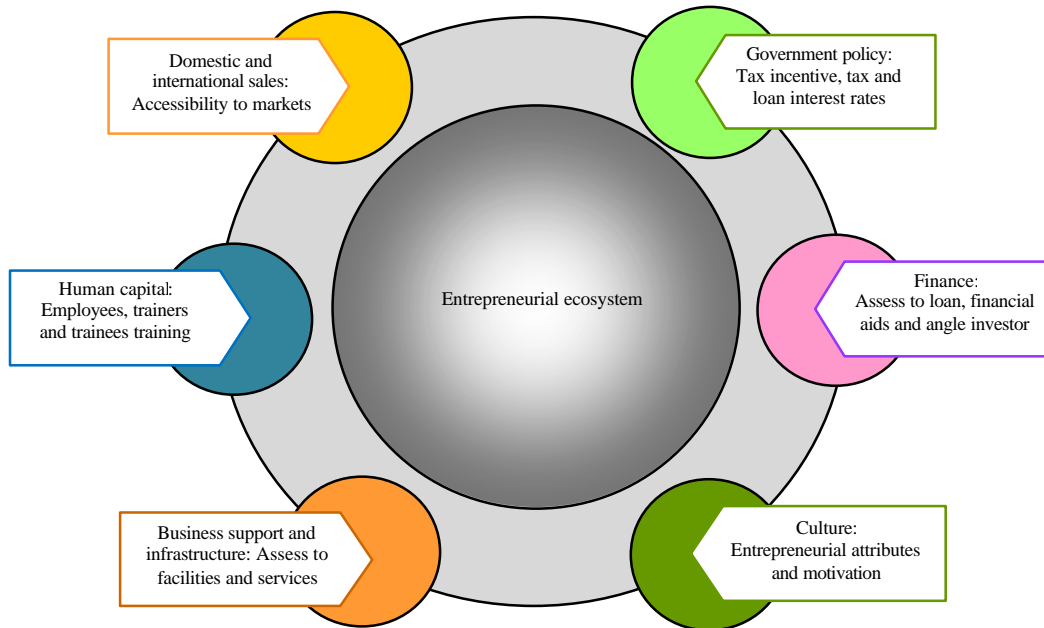 Domestic and
international sales:
Accessibility to markets
Government policy:
Tax incentive, tax and
loan interest rates
Human capital:
Employees, trainers
and trainees training
Entrepreneurial ecosystem
Finance:
Assess to loan, financial
aids and angle investor
Business support and
infrastructure: Assess to
facilities and services
Culture:
Entrepreneurial attributes
and motivation